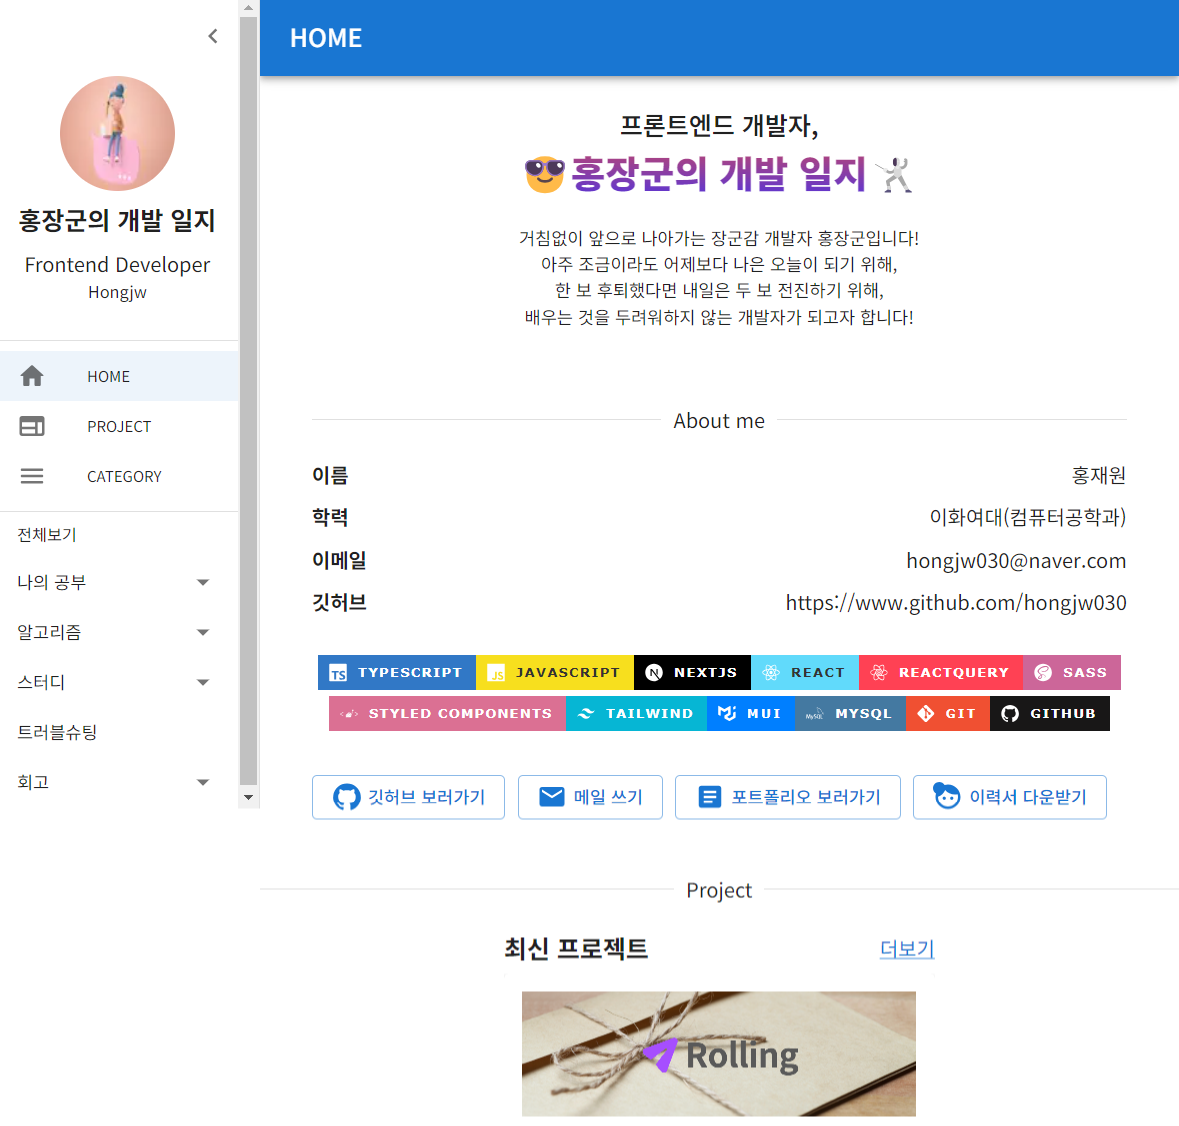 홍장군의 개발 일지
Frontend Developer
Hongjw
HOME
PROJECT
CATEGORY
전체보기
나의 공부
알고리즘
스터디
트러블슈팅
회고
HOME
프론트엔드 개발자,
홍장군의 개발 일지
거침없이 앞으로 나아가는 장군감 개발자 홍장군입니다!
아주 조금이라도 어제보다 나은 오늘이 되기 위해,
한 보 후퇴했다면 내일은 두 보 전진하기 위해,
배우는 것을 두려워하지 않는 개발자가 되고자 합니다!
About me
이름 홍재원
학력 이화여대(컴퓨터공학과)
이메일 hongjw030@naver.com
깃허브 https://www.github.com/hongjw030
TS TYPESCRIPT JS JAVASCRIPT N NEXTJS REACT REACTQUERY SASS
STYLED COMPONENTS TAILWIND MUI MySQL MYSQL GIT GITHUB
깃허브 보러가기 메일 쓰기 포트폴리오 보러가기 이력서 다운받기
Project
최신 프로젝트 더보기
Rolling